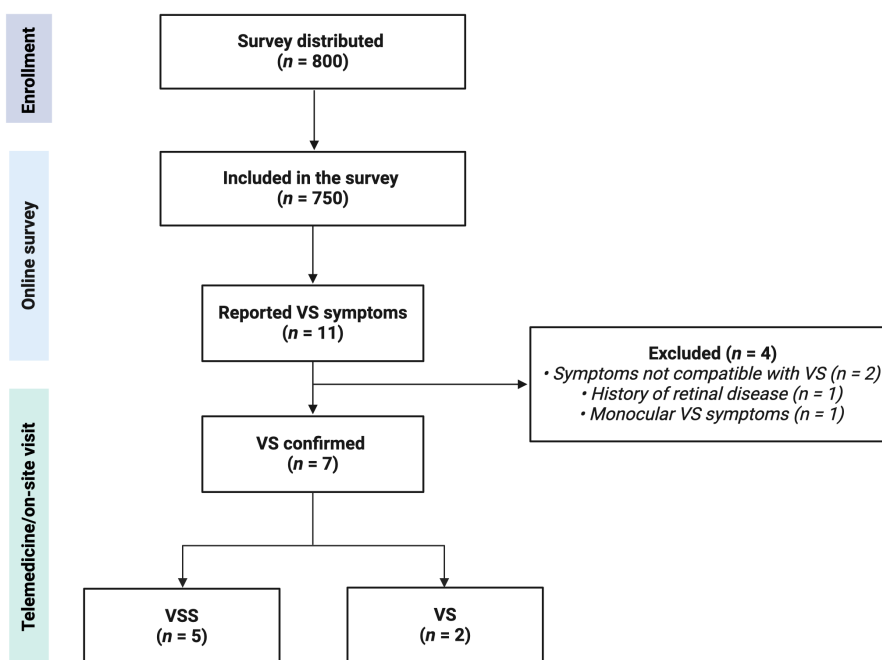 Enrollment
Survey distributed
(n = 800)
Online survey
Included in the survey
(n = 750)
Reported VS symptoms
(n = 11)
Excluded (n = 4)
• Symptoms not compatible with VS (n = 2)
• History of retinal disease (n = 1)
• Monocular VS symptoms (n = 1)
Telemedicine/on-site visit
VS confirmed
(n = 7)
VSS
(n = 5)
VS
(n = 2)